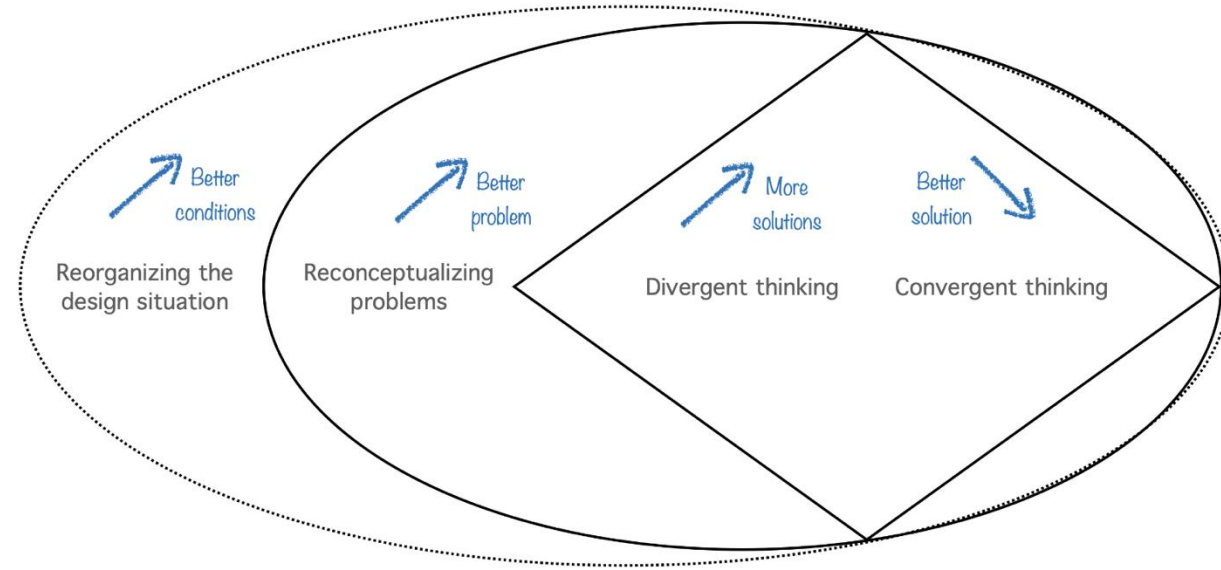 Better
conditions
Reorganizing the
design situation
Better
problem
Reconceptualizing
problems
More
solutions
Divergent thinking
Better
solution
Convergent thinking